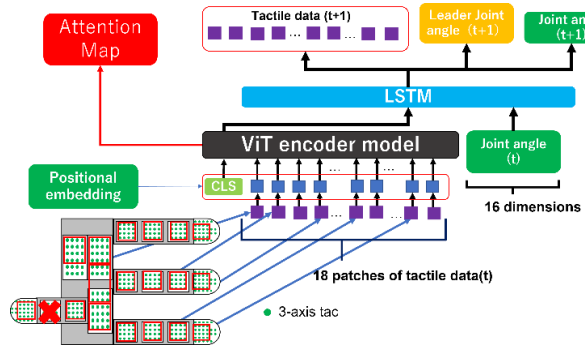 Attention
Map
Tactile data (t+1)
Leader Joint
angle (t+1)
Joint an
(t+1)
LSTM
ViT encoder model
Joint angle
(t)
Positional
embedding
CLS
16 dimensions
18 patches of tactile data(t)
3-axis tac